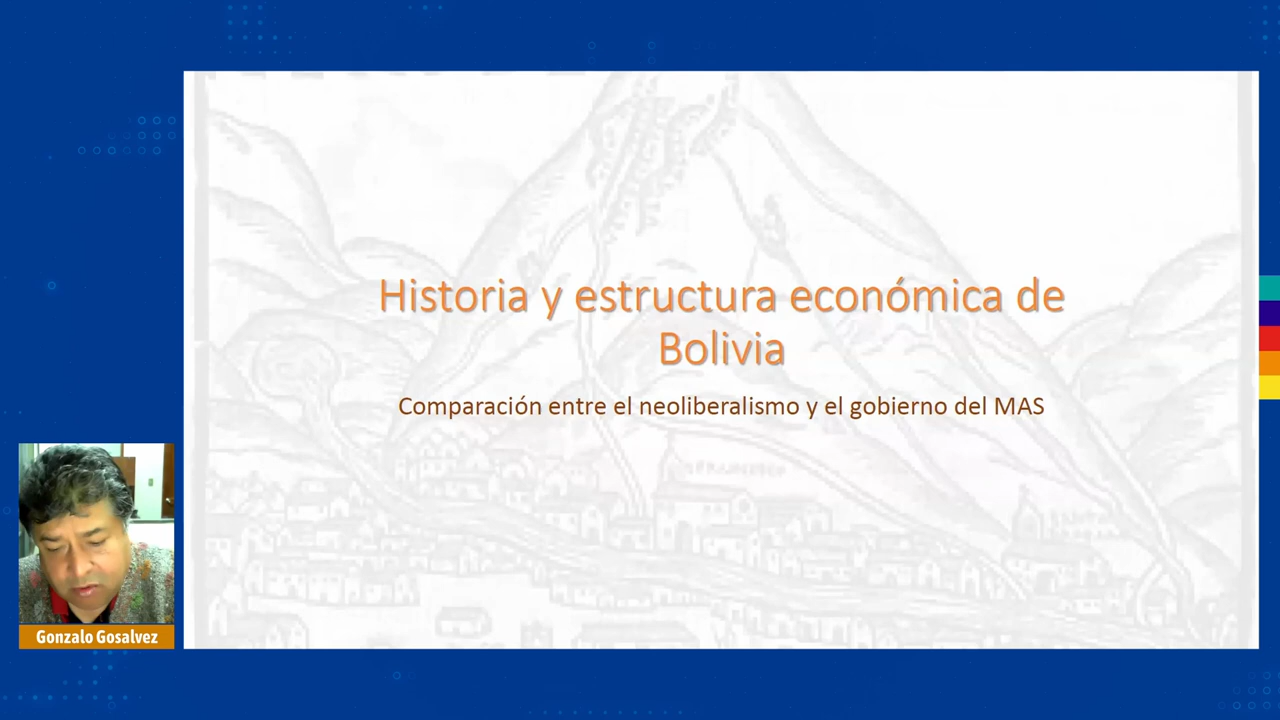 Historia y estructura económica de
Bolivia
Comparación entre el neoliberalismo y el gobierno del MAS
Gonzalo Gosalvez